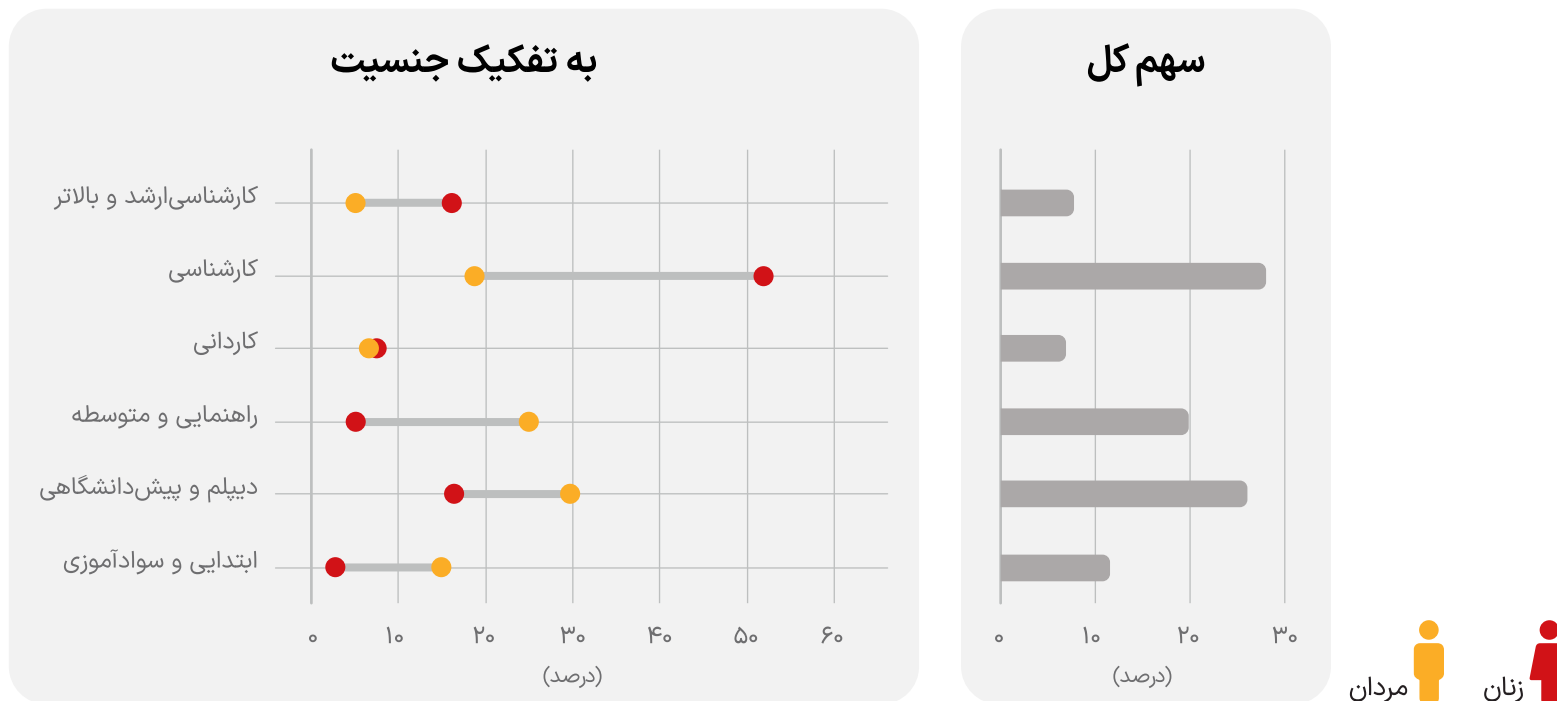 سهم کل
به تفکیک جنسیت
کارشناسی‌ارشد و بالاتر
کارشناسی
کاردانی
راهنمایی و متوسطه
دیپلم و پیش‌دانشگاهی
ابتدایی و سوادآموزی
۰ ۱۰ ۲۰ ۳۰ ۴۰ ۵۰ ۶۰
(درصد)
۰ ۱۰ ۲۰ ۳۰
(درصد)
زنان
مردان